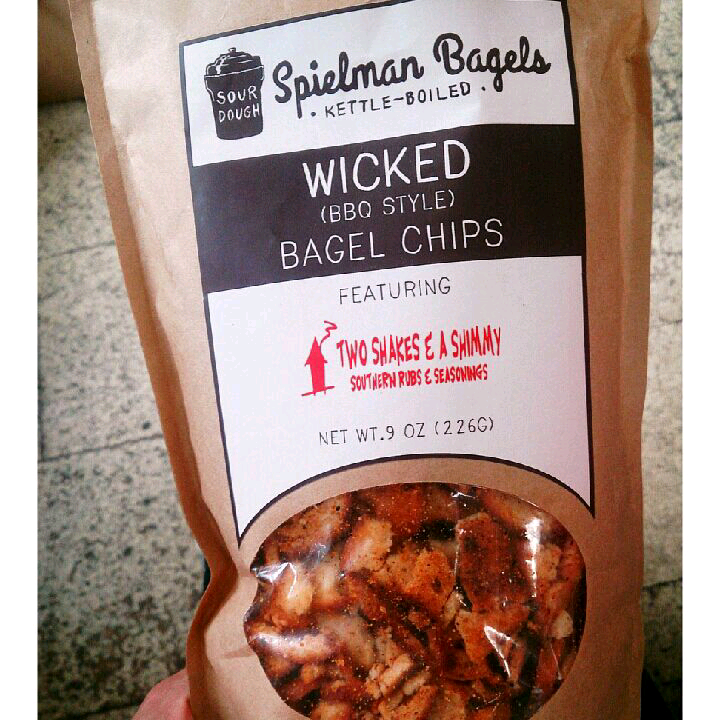 SOUR
DOUGH
Spielman Bagels
· KETTLE-BOILED ·
WICKED
(BBQ STYLE)
BAGEL CHIPS
FEATURING
TWO SHAKES & A SHIMMY
SOUTHERN RUBS & SEASONINGS
NET WT.9 OZ (226G)